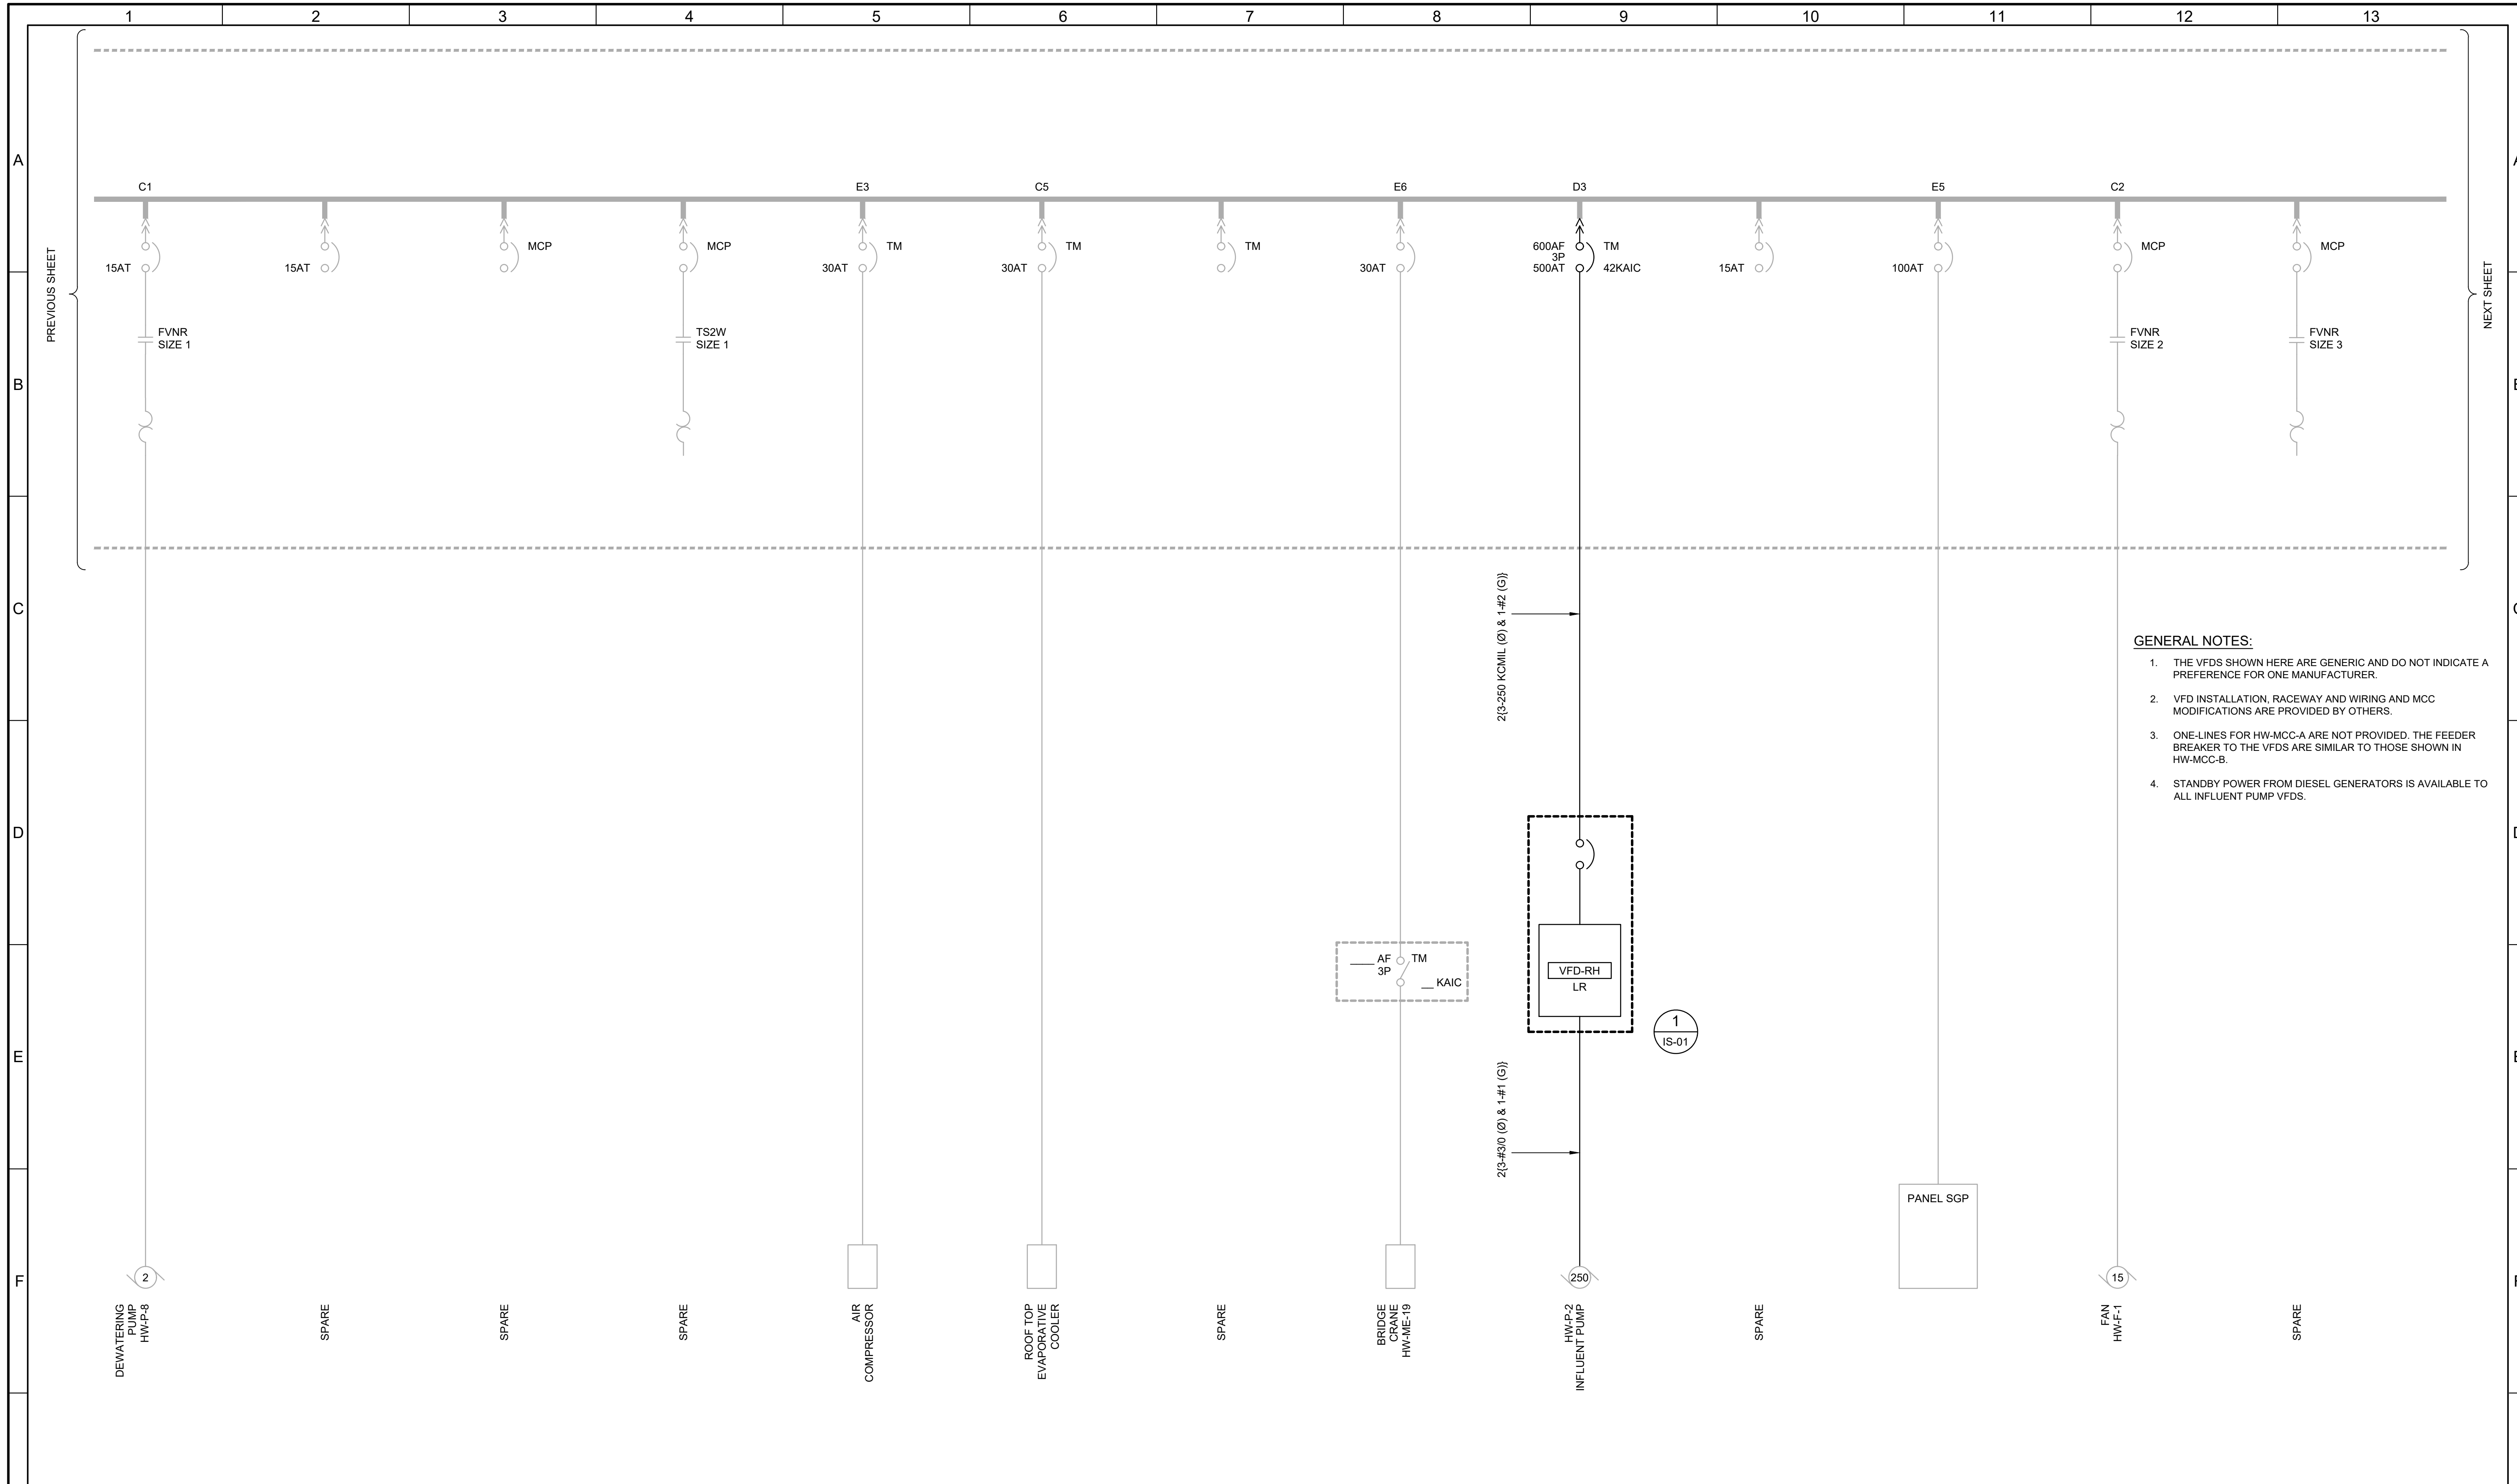 1 2 3 4 5 6 7 8 9 10 11 12 13
A
B
C
D
E
F
PREVIOUS SHEET
NEXT SHEET
C1 E3 C5 E6 D3 E5 C2
15AT
FVNR
SIZE 1
15AT
MCP
MCP
TS2W
SIZE 1
TM
30AT
TM
30AT
TM
30AT
600AF TM
3P
500AT 42KAIC
15AT
100AT
MCP
FVNR
SIZE 2
MCP
FVNR
SIZE 3
2{3-250 KCMIL (Ø) & 1-#2 (G)}
GENERAL NOTES:
1. THE VFDS SHOWN HERE ARE GENERIC AND DO NOT INDICATE A
PREFERENCE FOR ONE MANUFACTURER.
2. VFD INSTALLATION, RACEWAY AND WIRING AND MCC
MODIFICATIONS ARE PROVIDED BY OTHERS.
3. ONE-LINES FOR HW-MCC-A ARE NOT PROVIDED. THE FEEDER
BREAKER TO THE VFDS ARE SIMILAR TO THOSE SHOWN IN
HW-MCC-B.
4. STANDBY POWER FROM DIESEL GENERATORS IS AVAILABLE TO
ALL INFLUENT PUMP VFDS.
____ AF TM
3P
__ KAIC
VFD-RH
LR
1
IS-01
2{3-#3/0 (Ø) & 1-#1 (G)}
PANEL SGP
2
250
15
DEWATERING
PUMP
HW-P-8
SPARE
SPARE
SPARE
AIR
COMPRESSOR
ROOF TOP
EVAPORATIVE
COOLER
SPARE
BRIDGE
CRANE
HW-ME-19
HW-P-2
INFLUENT PUMP
SPARE
FAN
HW-F-1
SPARE